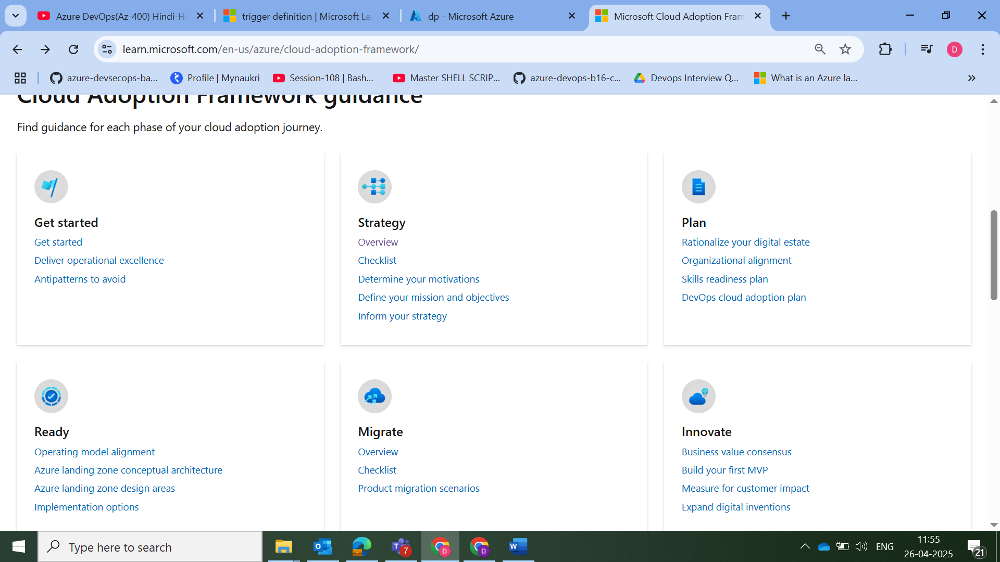 Azure DevOps(Az-400) Hindi-H
trigger definition | Microsoft Le
dp - Microsoft Azure
Microsoft Cloud Adoption Fram
learn.microsoft.com/en-us/azure/cloud-adoption-framework/
D
azure-devsecops-ba...
Profile | Mynaukri
Session-108 | Bash...
Master SHELL SCRIP...
azure-devops-b16-c...
Devops Interview Q...
What is an Azure la...
Cloud Adoption Framework guidance
Find guidance for each phase of your cloud adoption journey.
Get started
Get started
Deliver operational excellence
Antipatterns to avoid
Strategy
Overview
Checklist
Determine your motivations
Define your mission and objectives
Inform your strategy
Plan
Rationalize your digital estate
Organizational alignment
Skills readiness plan
DevOps cloud adoption plan
Ready
Operating model alignment
Azure landing zone conceptual architecture
Azure landing zone design areas
Implementation options
Migrate
Overview
Checklist
Product migration scenarios
Innovate
Business value consensus
Build your first MVP
Measure for customer impact
Expand digital inventions
Type here to search
7
D
D
ENG
11:55
26-04-2025
21